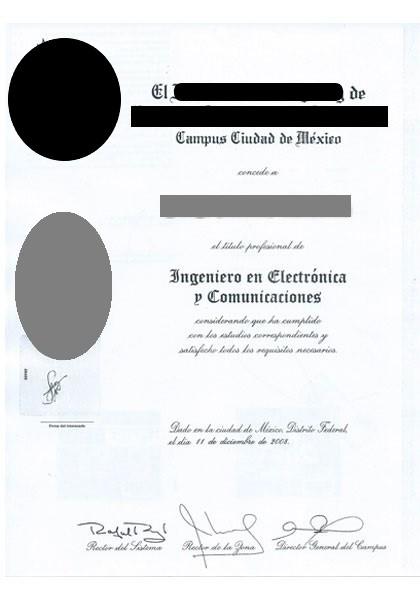 El de
Campus Ciudad de México
concede a
el título profesional de
Ingeniero en Electrónica
y Comunicaciones
considerando que ha cumplido
con los estudios correspondientes y
satisfecho todos los requisitos necesarios.
Firma del interesado
Dado en la ciudad de México, Distrito Federal,
el día 11 de diciembre de 2008.
Rector del Sistema
Rector de la Zona
Director General del Campus